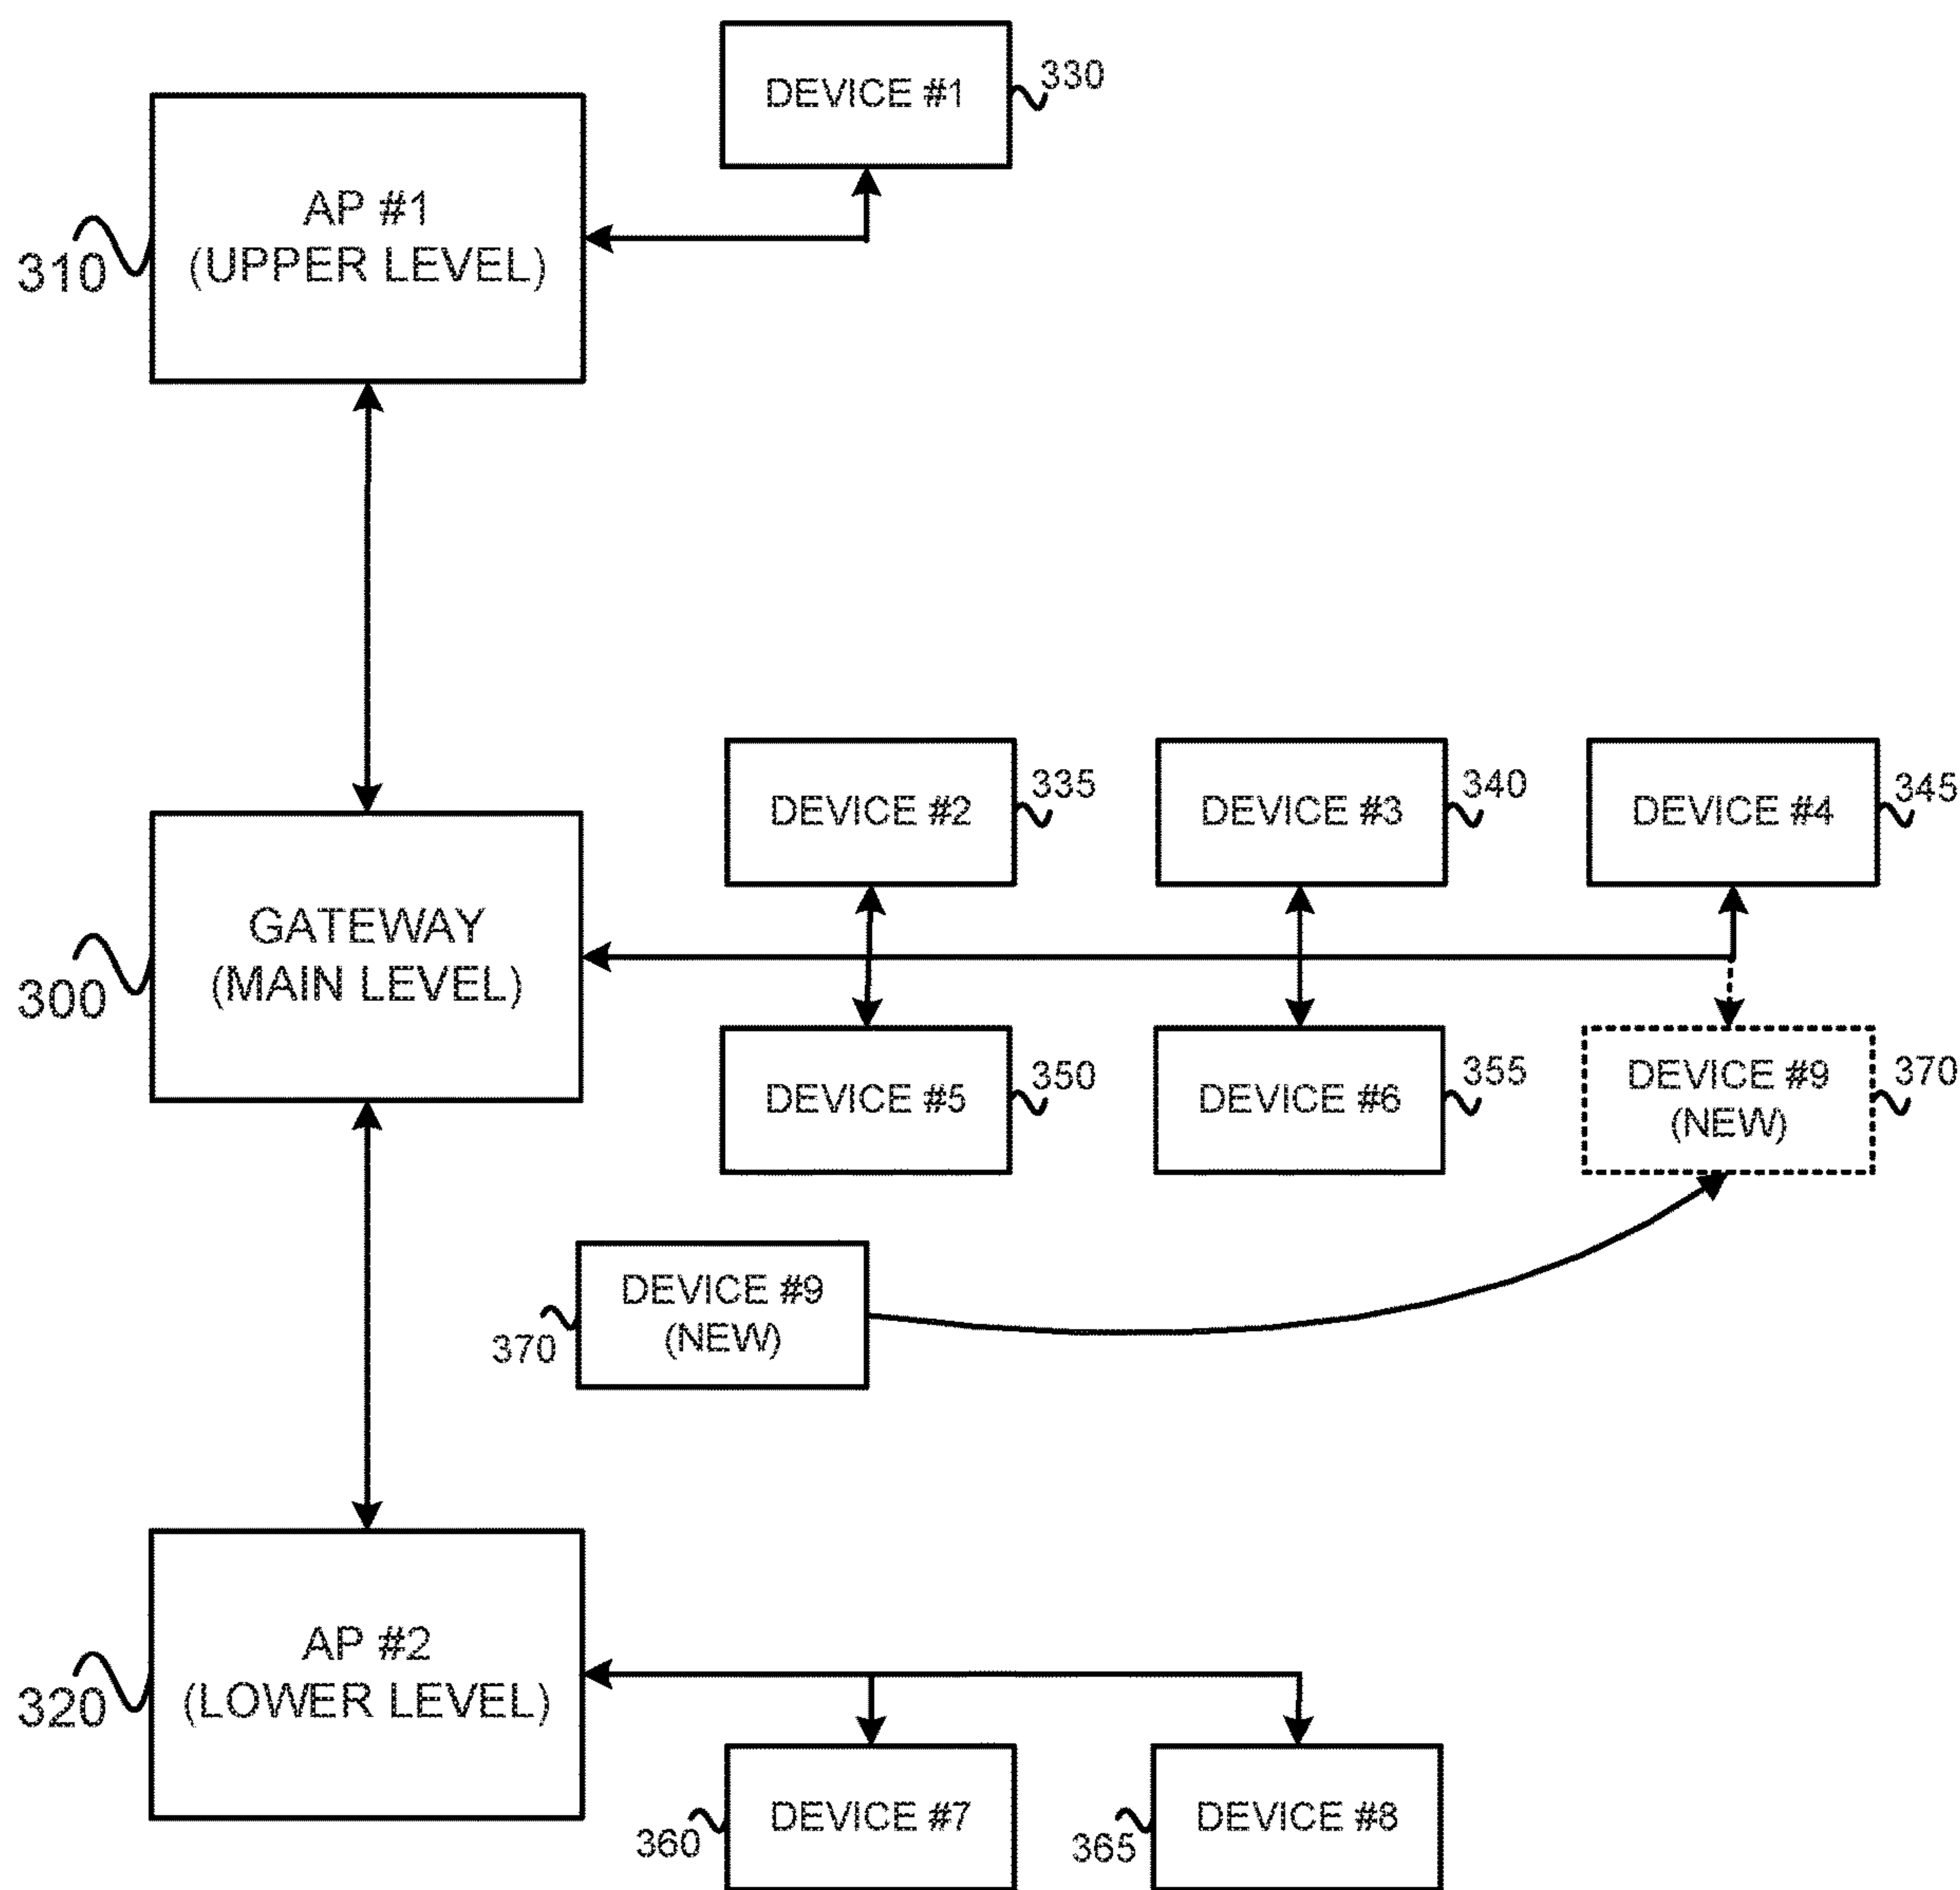 DEVICE #1
330
AP #1
(UPPER LEVEL)
310
DEVICE #2
335
DEVICE #3
340
DEVICE #4
345
GATEWAY
(MAIN LEVEL)
300
DEVICE #5
350
DEVICE #6
355
DEVICE #9
(NEW)
370
DEVICE #9
(NEW)
370
AP #2
(LOWER LEVEL)
320
DEVICE #7
360
DEVICE #8
365